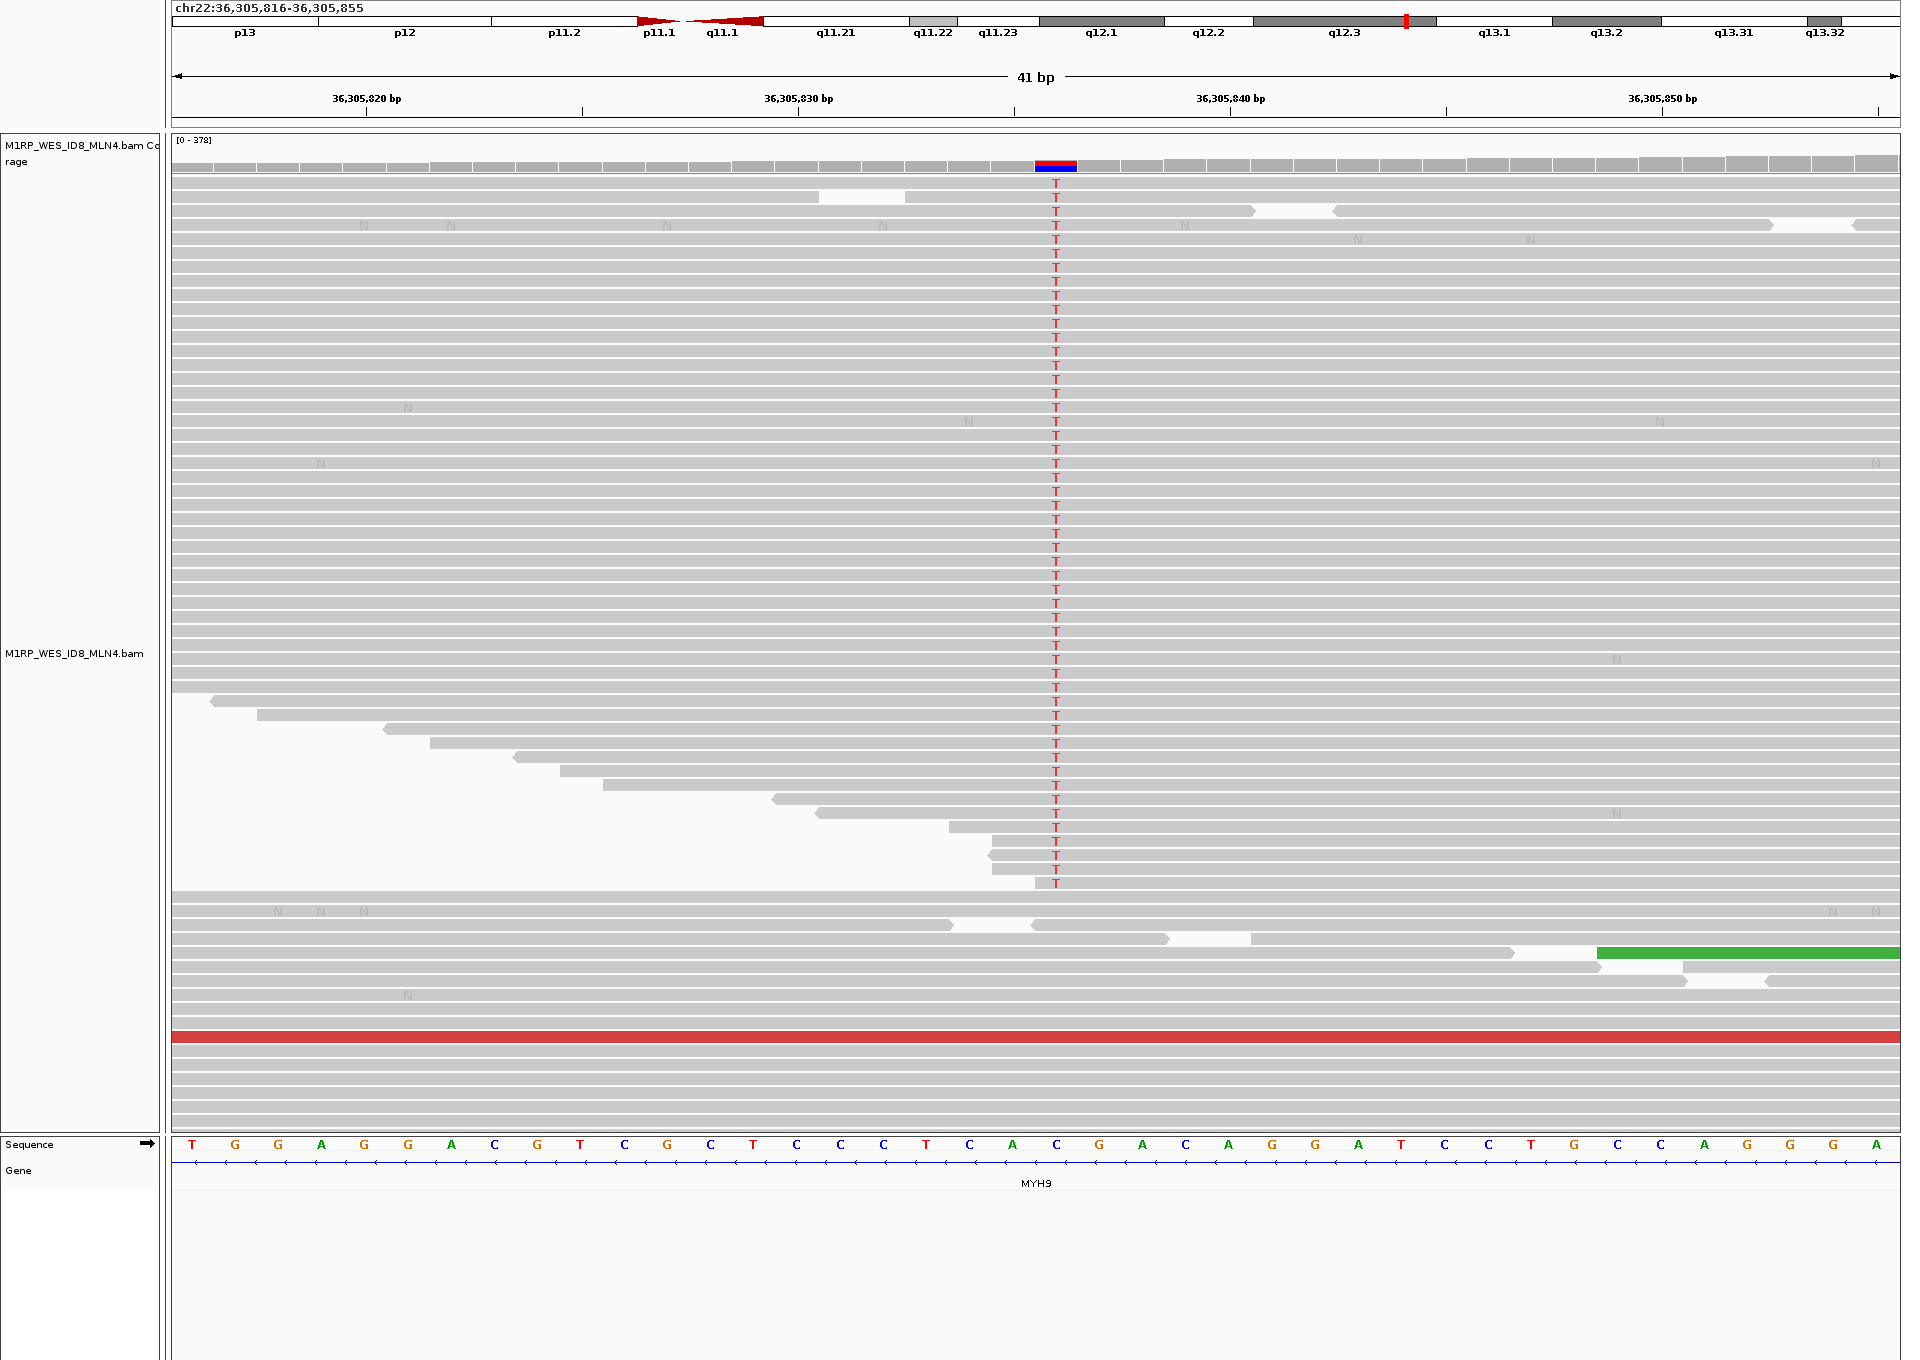 chr22:36,305,816-36,305,855
p13 p12 p11.2 p11.1 q11.1 q11.21 q11.22 q11.23 q12.1 q12.2 q12.3 q13.1 q13.2 q13.31 q13.32
41 bp
36,305,820 bp 36,305,830 bp 36,305,840 bp 36,305,850 bp
M1RP_WES_ID8_MLN4.bam Co
rage
[0 - 378]
T
T
T
N N N N T N
T N N
T
T
T
T
T
T
T
T
T
T
T
N T
N T N
T
T
N T N
T
T
T
T
T
T
T
T
T
T
T
T
T
M1RP_WES_ID8_MLN4.bam
T N
T
T
T
T
T
T
T
T
T
T
T N
T
T
T
T
T
N N N N N
N
Sequence
T G G A G G A C G T C G C T C C C T C A C G A C A G G A T C C T G C C A G G G A
Gene
MYH9